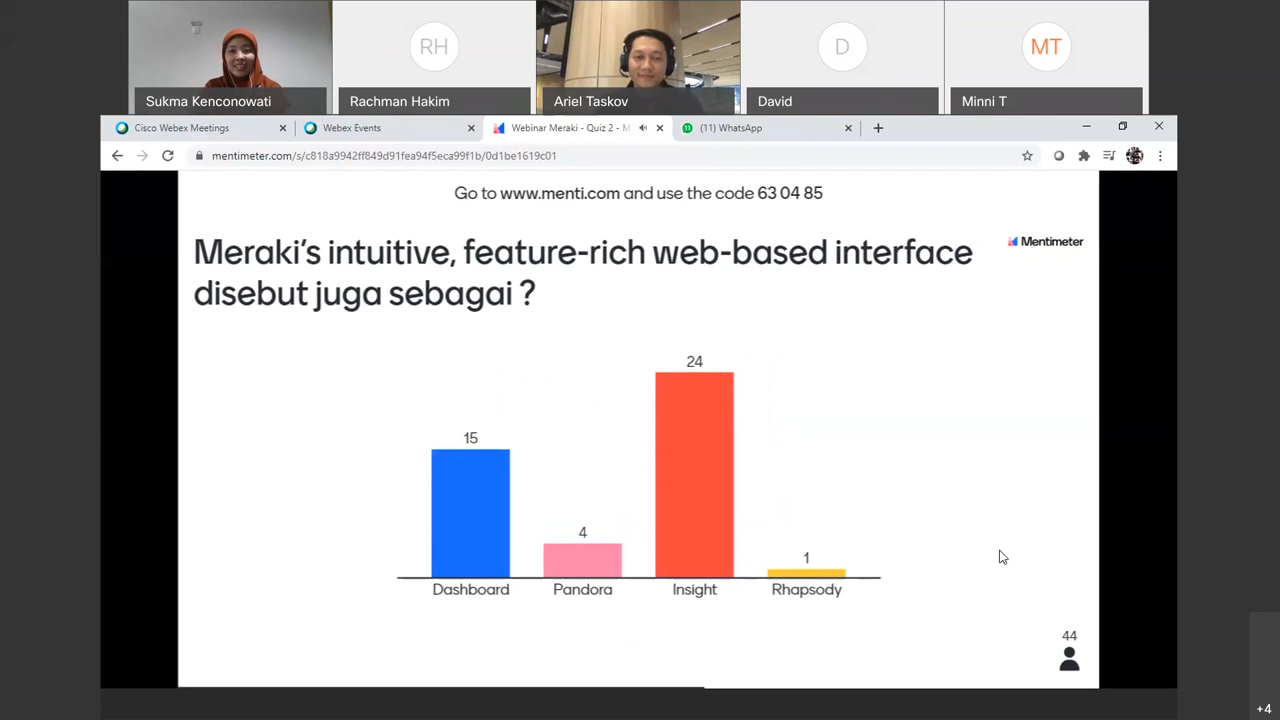 RH
D
MT
Sukma Kenconowati
Rachman Hakim
Ariel Taskov
David
Minni T
Cisco Webex Meetings
Webex Events
Webinar Meraki - Quiz 2 - M
(11) WhatsApp
mentimeter.com/s/c818a9942ff849d91fea94f5eca99f1b/0d1be1619c01
Go to www.menti.com and use the code 63 04 85
Mentimeter
Meraki's intuitive, feature-rich web-based interface
disebut juga sebagai ?
24
15
4
1
Dashboard
Pandora
Insight
Rhapsody
44
+4